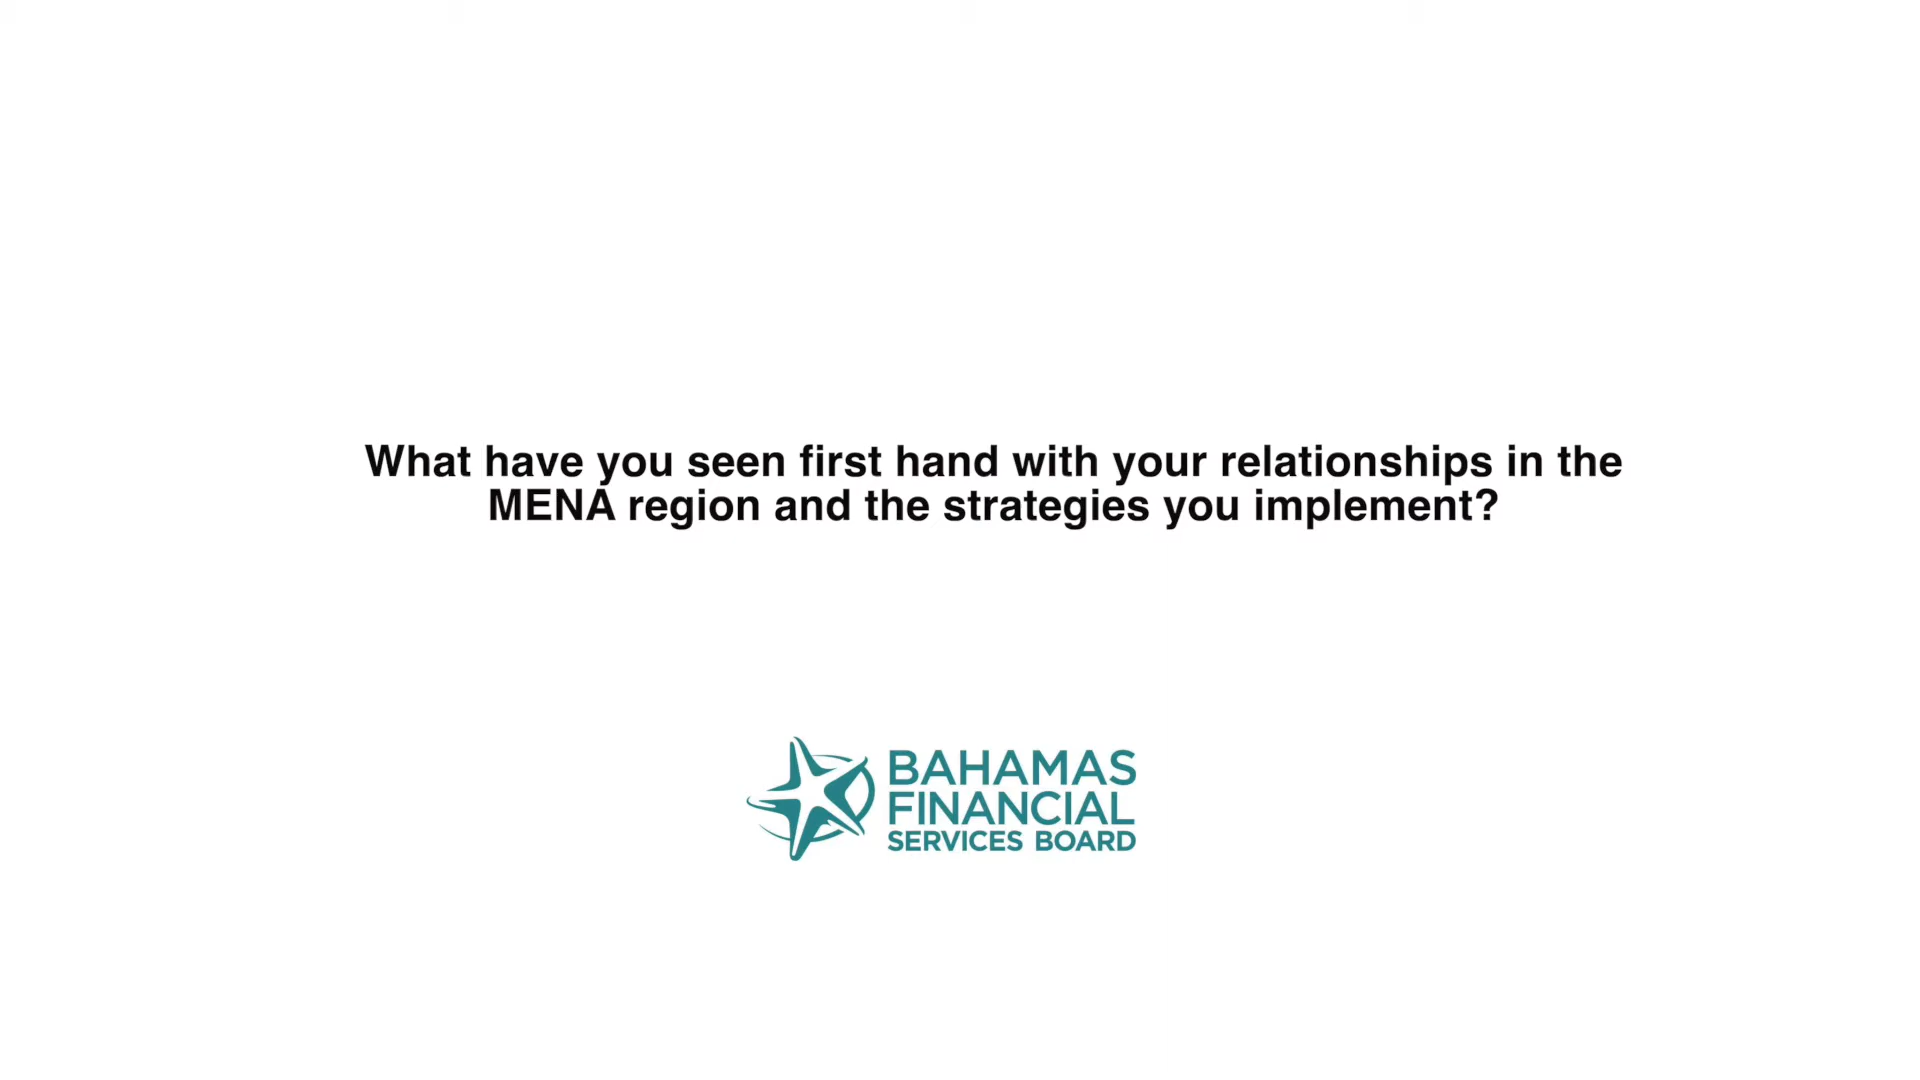 What have you seen first hand with your relationships in the
MENA region and the strategies you implement?
BAHAMAS
FINANCIAL
SERVICES BOARD